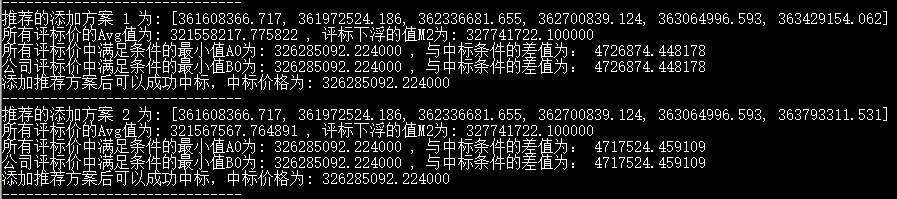 ------------------------------
推荐的添加方案 1 为: [361608366.717, 361972524.186, 362336681.655, 362700839.124, 363064996.593, 363429154.062]
所有评标价的Avg值为: 321558217.775822 , 评标下浮的值M2为: 327741722.100000
所有评标价中满足条件的最小值A0为: 326285092.224000 , 与中标条件的差值为: 4726874.448178
公司评标价中满足条件的最小值B0为: 326285092.224000 , 与中标条件的差值为: 4726874.448178
添加推荐方案后可以成功中标, 中标价格为: 326285092.224000
------------------------------
推荐的添加方案 2 为: [361608366.717, 361972524.186, 362336681.655, 362700839.124, 363064996.593, 363793311.531]
所有评标价的Avg值为: 321567567.764891 , 评标下浮的值M2为: 327741722.100000
所有评标价中满足条件的最小值A0为: 326285092.224000 , 与中标条件的差值为: 4717524.459109
公司评标价中满足条件的最小值B0为: 326285092.224000 , 与中标条件的差值为: 4717524.459109
添加推荐方案后可以成功中标, 中标价格为: 326285092.224000
------------------------------